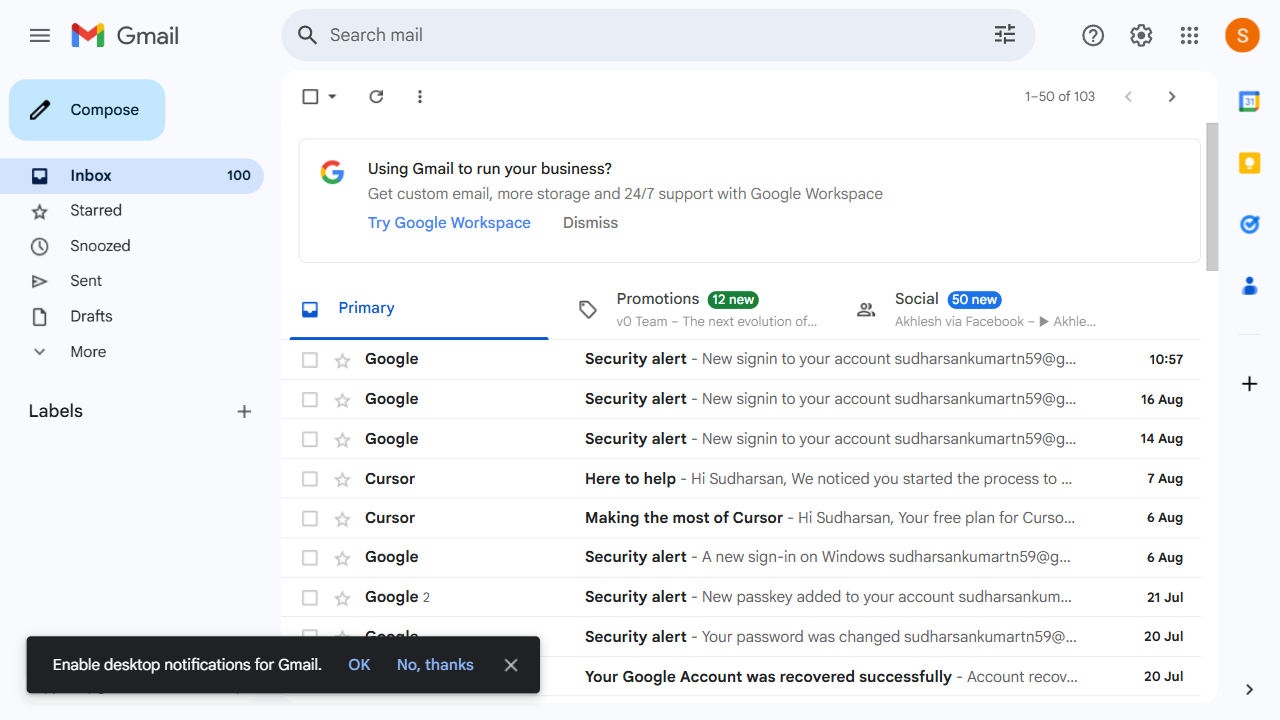 Gmail
Search mail
S
Compose
1–50 of 103
31
Using Gmail to run your business?
Get custom email, more storage and 24/7 support with Google Workspace
Try Google Workspace Dismiss
Inbox 100
Starred
Snoozed
Sent
Drafts
More
Labels
Primary
Promotions 12 new
v0 Team – The next evolution of…
Social 50 new
Akhlesh via Facebook – ▶ Akhle…
Google Security alert - New signin to your account sudharsankumartn59@g… 10:57
Google Security alert - New signin to your account sudharsankumartn59@g… 16 Aug
Google Security alert - New signin to your account sudharsankumartn59@g… 14 Aug
Cursor Here to help - Hi Sudharsan, We noticed you started the process to … 7 Aug
Cursor Making the most of Cursor - Hi Sudharsan, Your free plan for Curso… 6 Aug
Google Security alert - A new sign-in on Windows sudharsankumartn59@g… 6 Aug
Google 2 Security alert - New passkey added to your account sudharsankum… 21 Jul
Google Security alert - Your password was changed sudharsankumartn59@… 20 Jul
Your Google Account was recovered successfully - Account recov… 20 Jul
Enable desktop notifications for Gmail. OK No, thanks